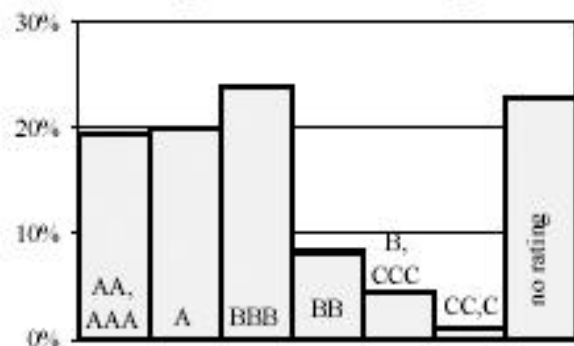 30%
20%
10%
0%
AA,
AAA
A
BBB
BB
B,
CCC
CC,C
no rating